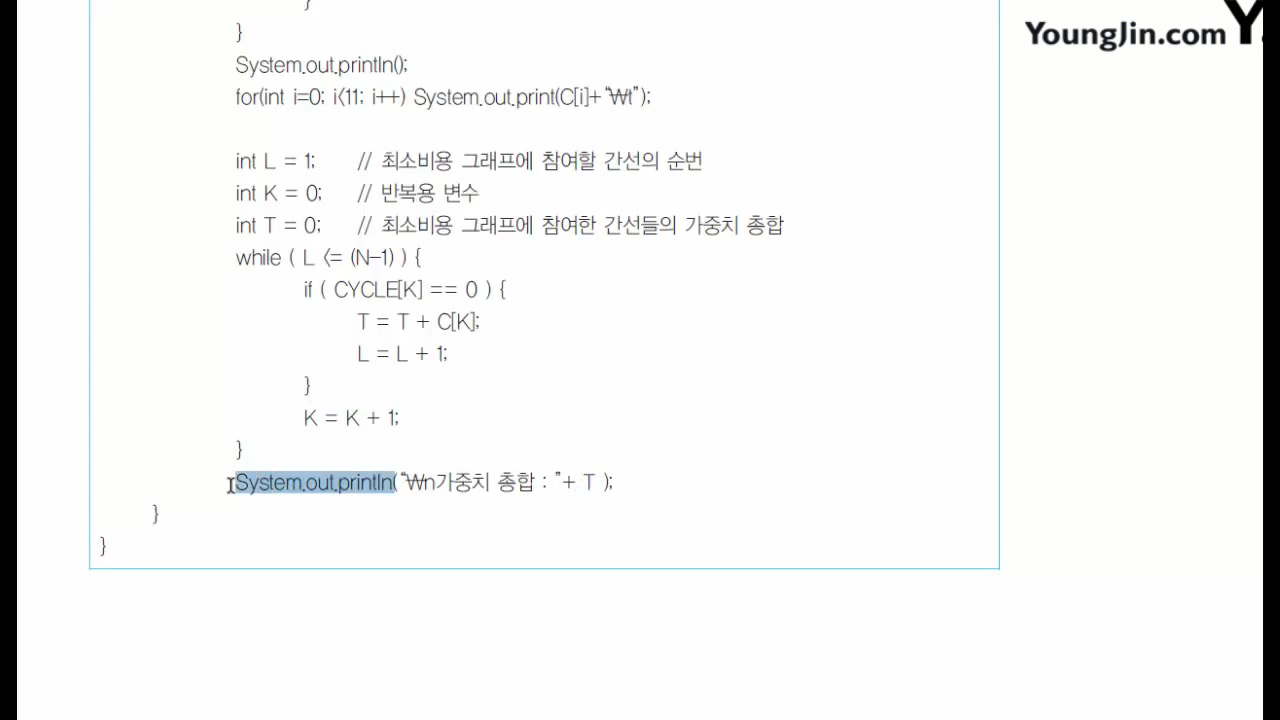 }
}
System.out.println();
for(int i=0; i<11; i++) System.out.print(C[i]+"₩t");
int L = 1; // 최소비용 그래프에 참여할 간선의 순번
int K = 0; // 반복용 변수
int T = 0; // 최소비용 그래프에 참여한 간선들의 가중치 총합
while ( L <= (N-1) ) {
if ( CYCLE[K] == 0 ) {
T = T + C[K];
L = L + 1;
}
K = K + 1;
}
System.out.println("₩n가중치 총합 : "+ T );
}
}
YoungJin.com Y.